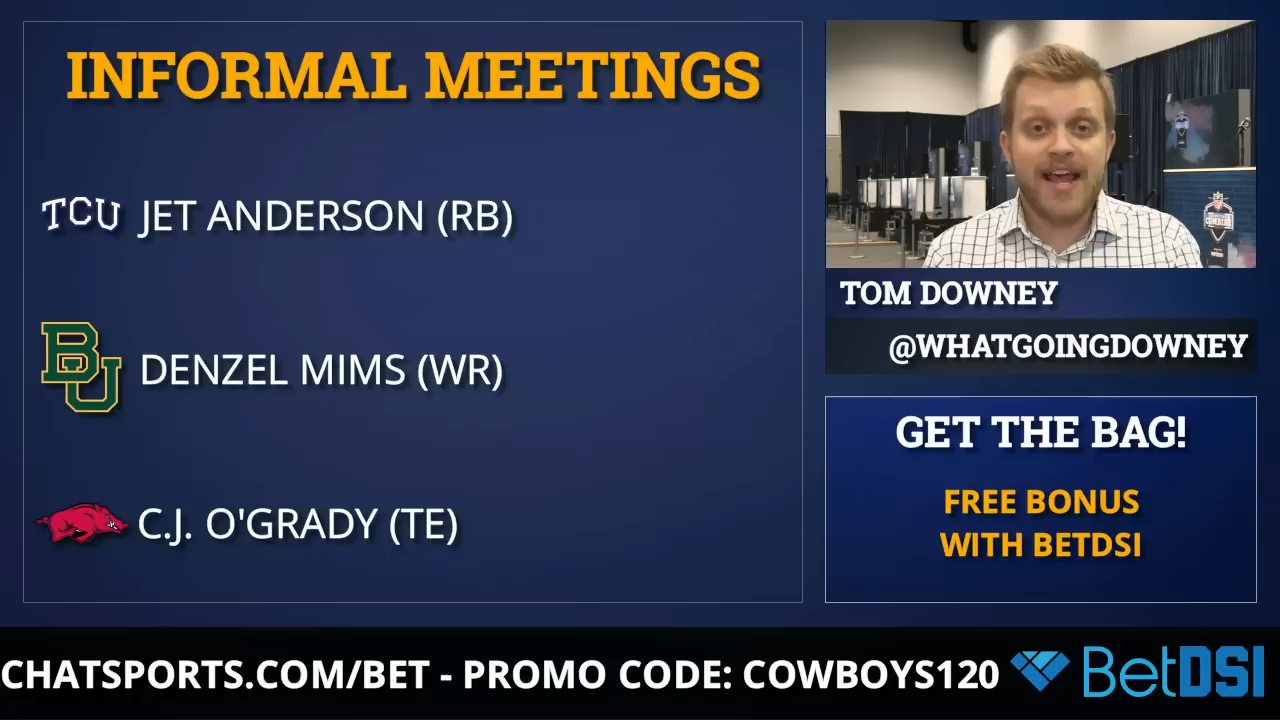 INFORMAL MEETINGS
TCU JET ANDERSON (RB)
BU DENZEL MIMS (WR)
C.J. O'GRADY (TE)
TOM DOWNEY
@WHATGOINGDOWNEY
GET THE BAG!
FREE BONUS
WITH BETDSI
CHATSPORTS.COM/BET - PROMO CODE: COWBOYS120 BetDSI